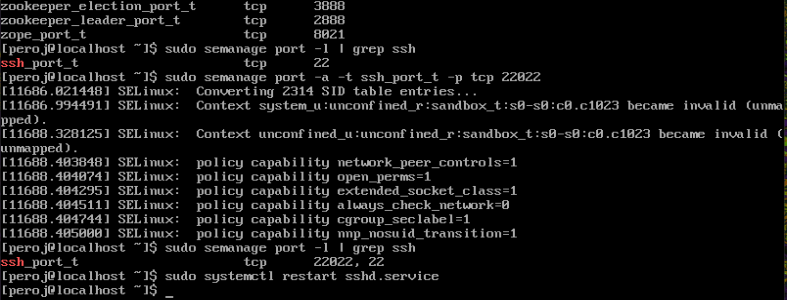 zookeeper_election_port_t      tcp      3888
zookeeper_leader_port_t        tcp      2888
zope_port_t                    tcp      8021
[peroj@localhost ~]$ sudo semanage port -l | grep ssh
ssh_port_t                     tcp      22
[peroj@localhost ~]$ sudo semanage port -a -t ssh_port_t -p tcp 22022
[11686.021448] SELinux:  Converting 2314 SID table entries...
[11686.994491] SELinux:  Context system_u:unconfined_r:sandbox_t:s0-s0:c0.c1023 became invalid (unma
pped).
[11688.328125] SELinux:  Context unconfined_u:unconfined_r:sandbox_t:s0-s0:c0.c1023 became invalid (
unmapped).
[11688.403848] SELinux:  policy capability network_peer_controls=1
[11688.404074] SELinux:  policy capability open_perms=1
[11688.404295] SELinux:  policy capability extended_socket_class=1
[11688.404511] SELinux:  policy capability always_check_network=0
[11688.404744] SELinux:  policy capability cgroup_seclabel=1
[11688.405000] SELinux:  policy capability nnp_nosuid_transition=1
[peroj@localhost ~]$ sudo semanage port -l | grep ssh
ssh_port_t                     tcp      22022, 22
[peroj@localhost ~]$ sudo systemctl restart sshd.service
[peroj@localhost ~]$ _